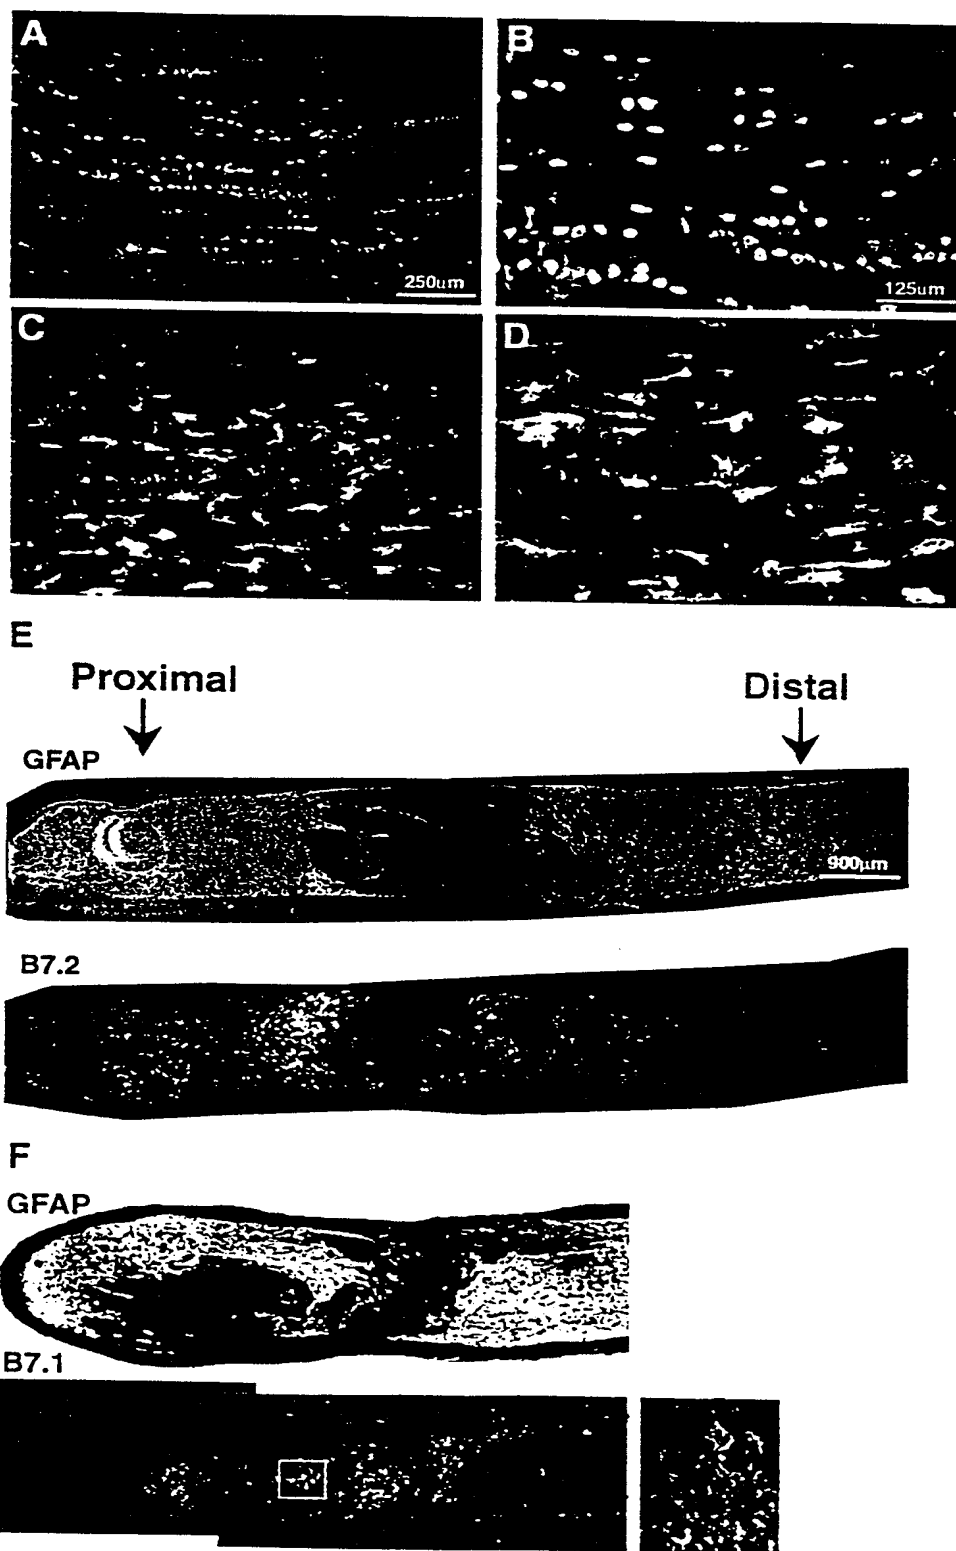 A
B
250um
125um
C
D
E
Proximal
Distal
GFAP
900μm
B7.2
F
GFAP
B7.1